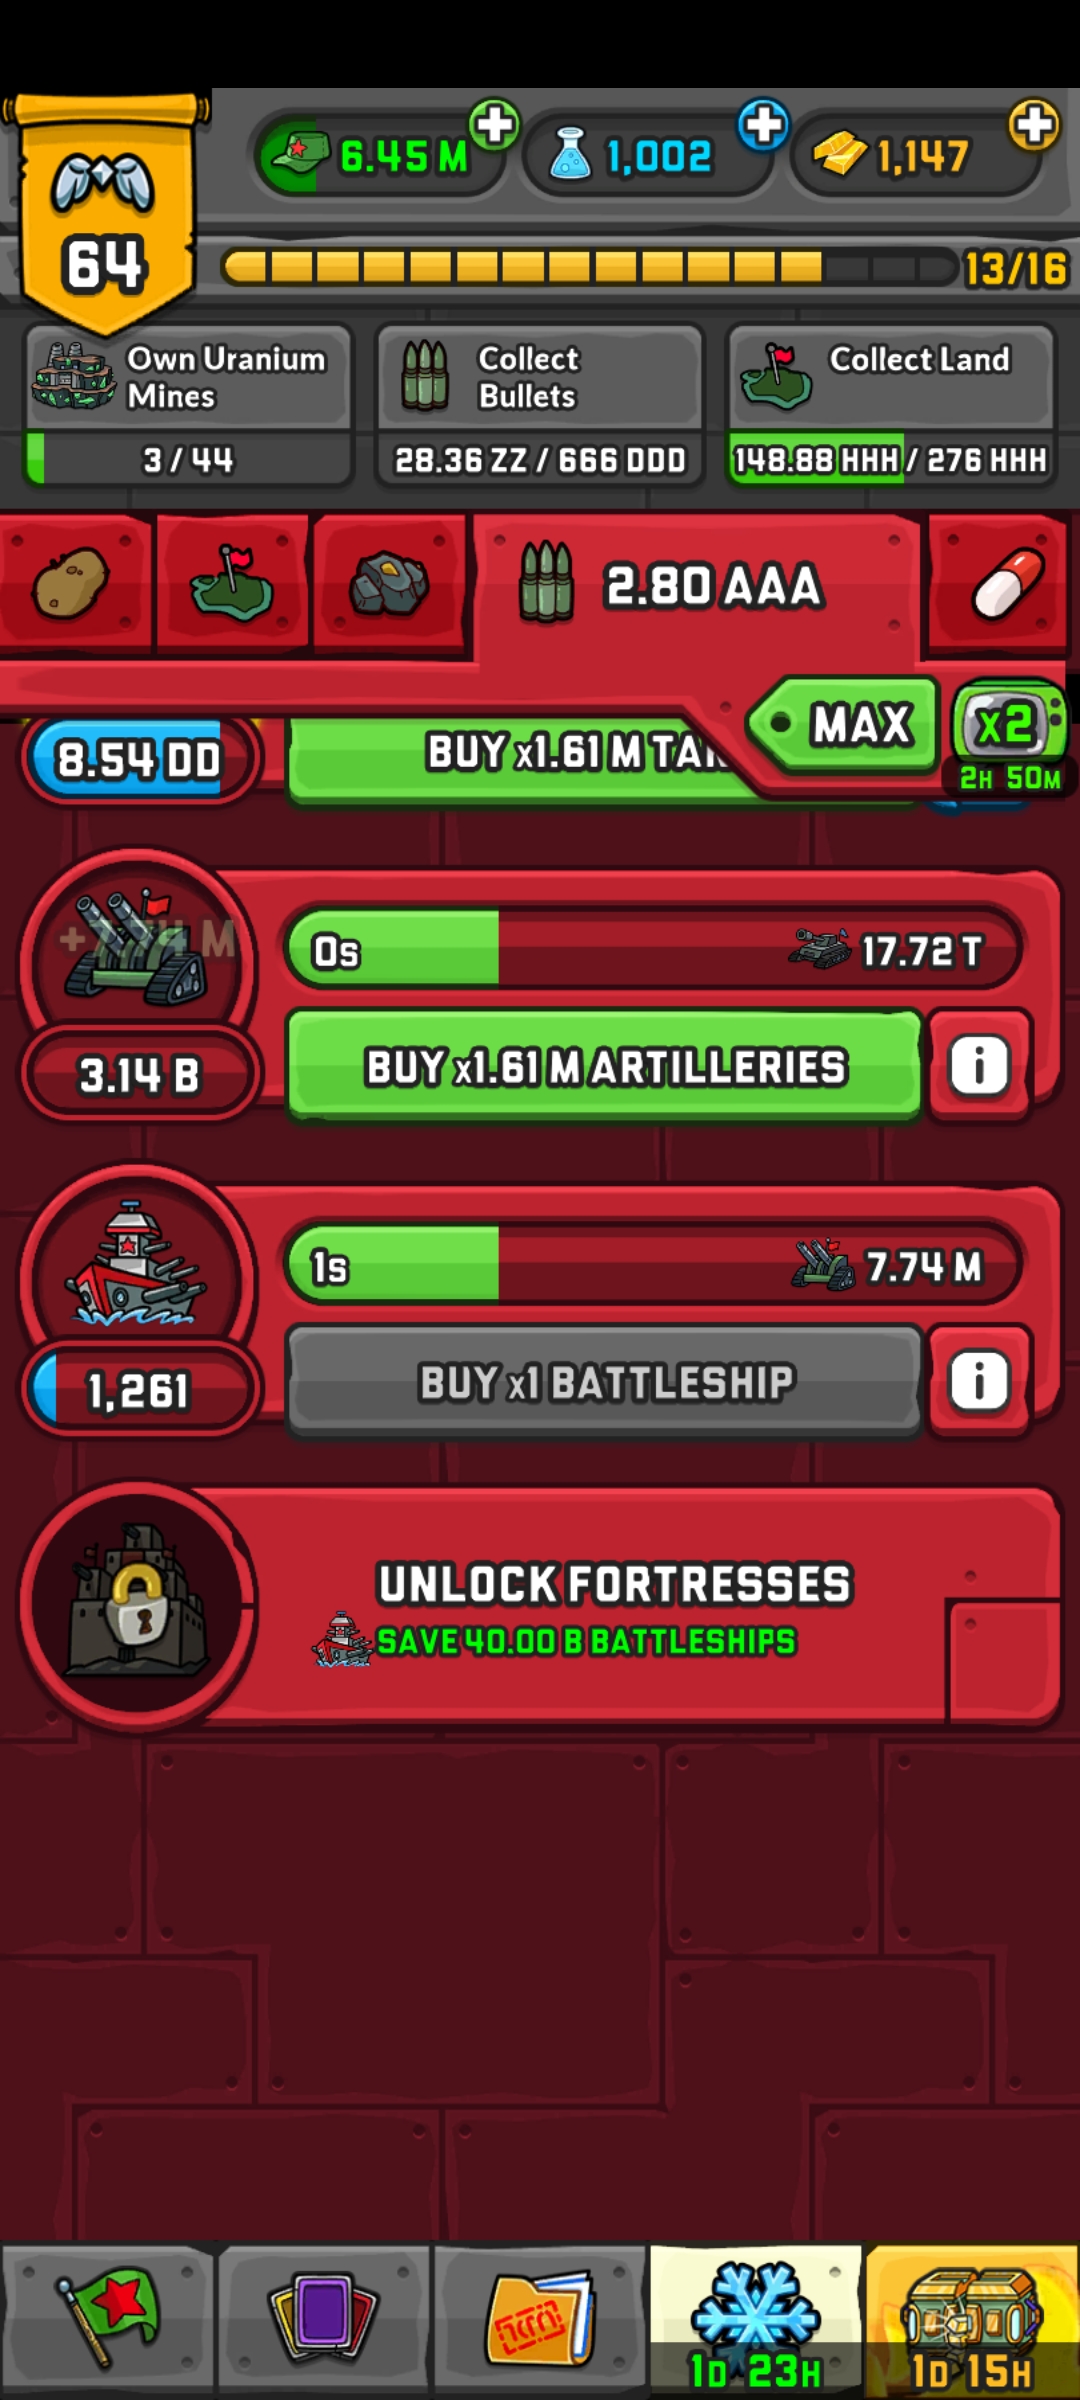 6.45 M
1,002
1,147
64
13/16
Own Uranium
Mines
3 / 44
Collect
Bullets
28.36 ZZ / 666 DDD
Collect Land
148.88 HHH / 276 HHH
2.80 AAA
MAX
x2
2H 50M
8.54 DD
BUY x1.61 M
0s
17.72 T
3.14 B
BUY x1.61 M ARTILLERIES
i
1s
7.74 M
1,261
BUY x1 BATTLESHIP
i
UNLOCK FORTRESSES
SAVE 40.00 B BATTLESHIPS
1D 23H
1D 15H